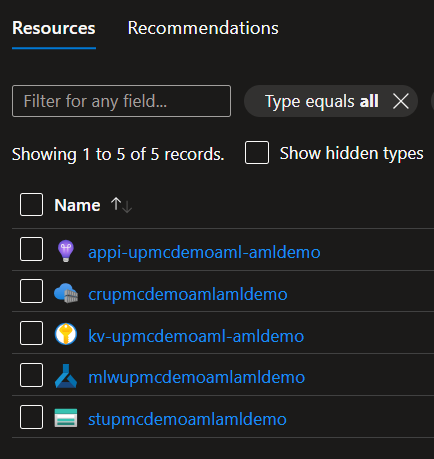 Resources Recommendations
Filter for any field... Type equals all
Showing 1 to 5 of 5 records. Show hidden types
Name ↑↓
appi-upmcdemoaml-amldemo
crupmcdemoamlamldemo
kv-upmcdemoaml-amldemo
mlwupmcdemoamlamldemo
stupmcdemoamlamldemo